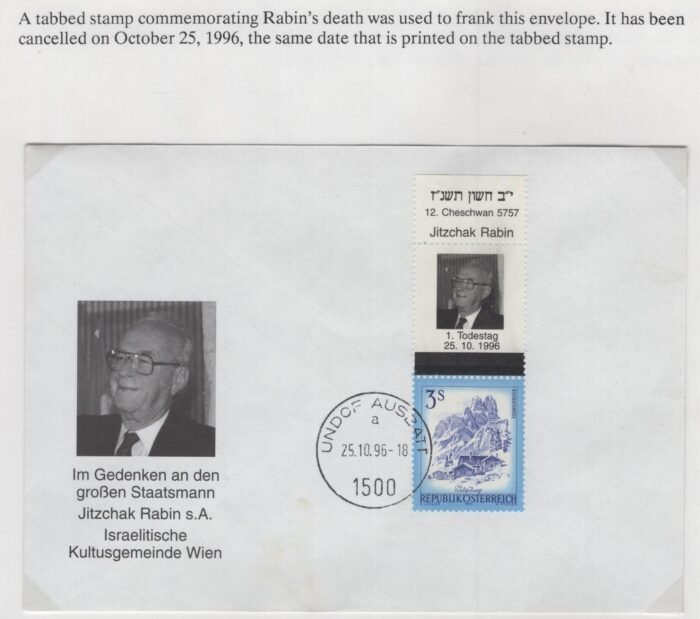 A tabbed stamp commemorating Rabin's death was used to frank this envelope. It has been
cancelled on October 25, 1996, the same date that is printed on the tabbed stamp.
י״ב חשון תשנ״ז
12. Cheschwan 5757
Jitzchak Rabin
1. Todestag
25. 10. 1996
Im Gedenken an den
großen Staatsmann
Jitzchak Rabin s.A.
Israelitische
Kultusgemeinde Wien
UNDOF AUSBATT
a
25.10.96-18
1500
3S
REPUBLIK ÖSTERREICH